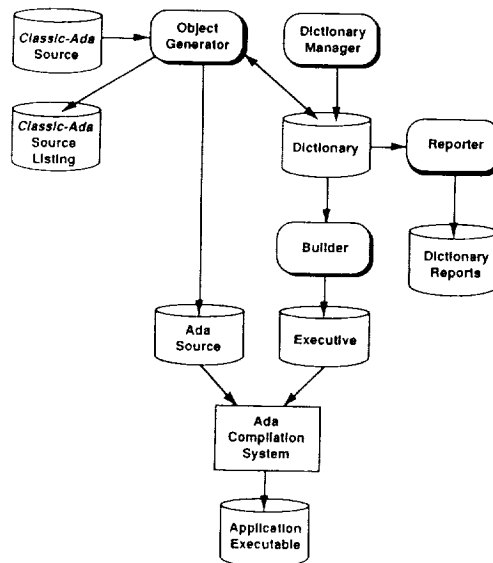 Classic-Ada
Source
Object
Generator
Dictionary
Manager
Classic-Ada
Source
Listing
Dictionary
Reporter
Builder
Dictionary
Reports
Ada
Source
Executive
Ada
Compilation
System
Application
Executable